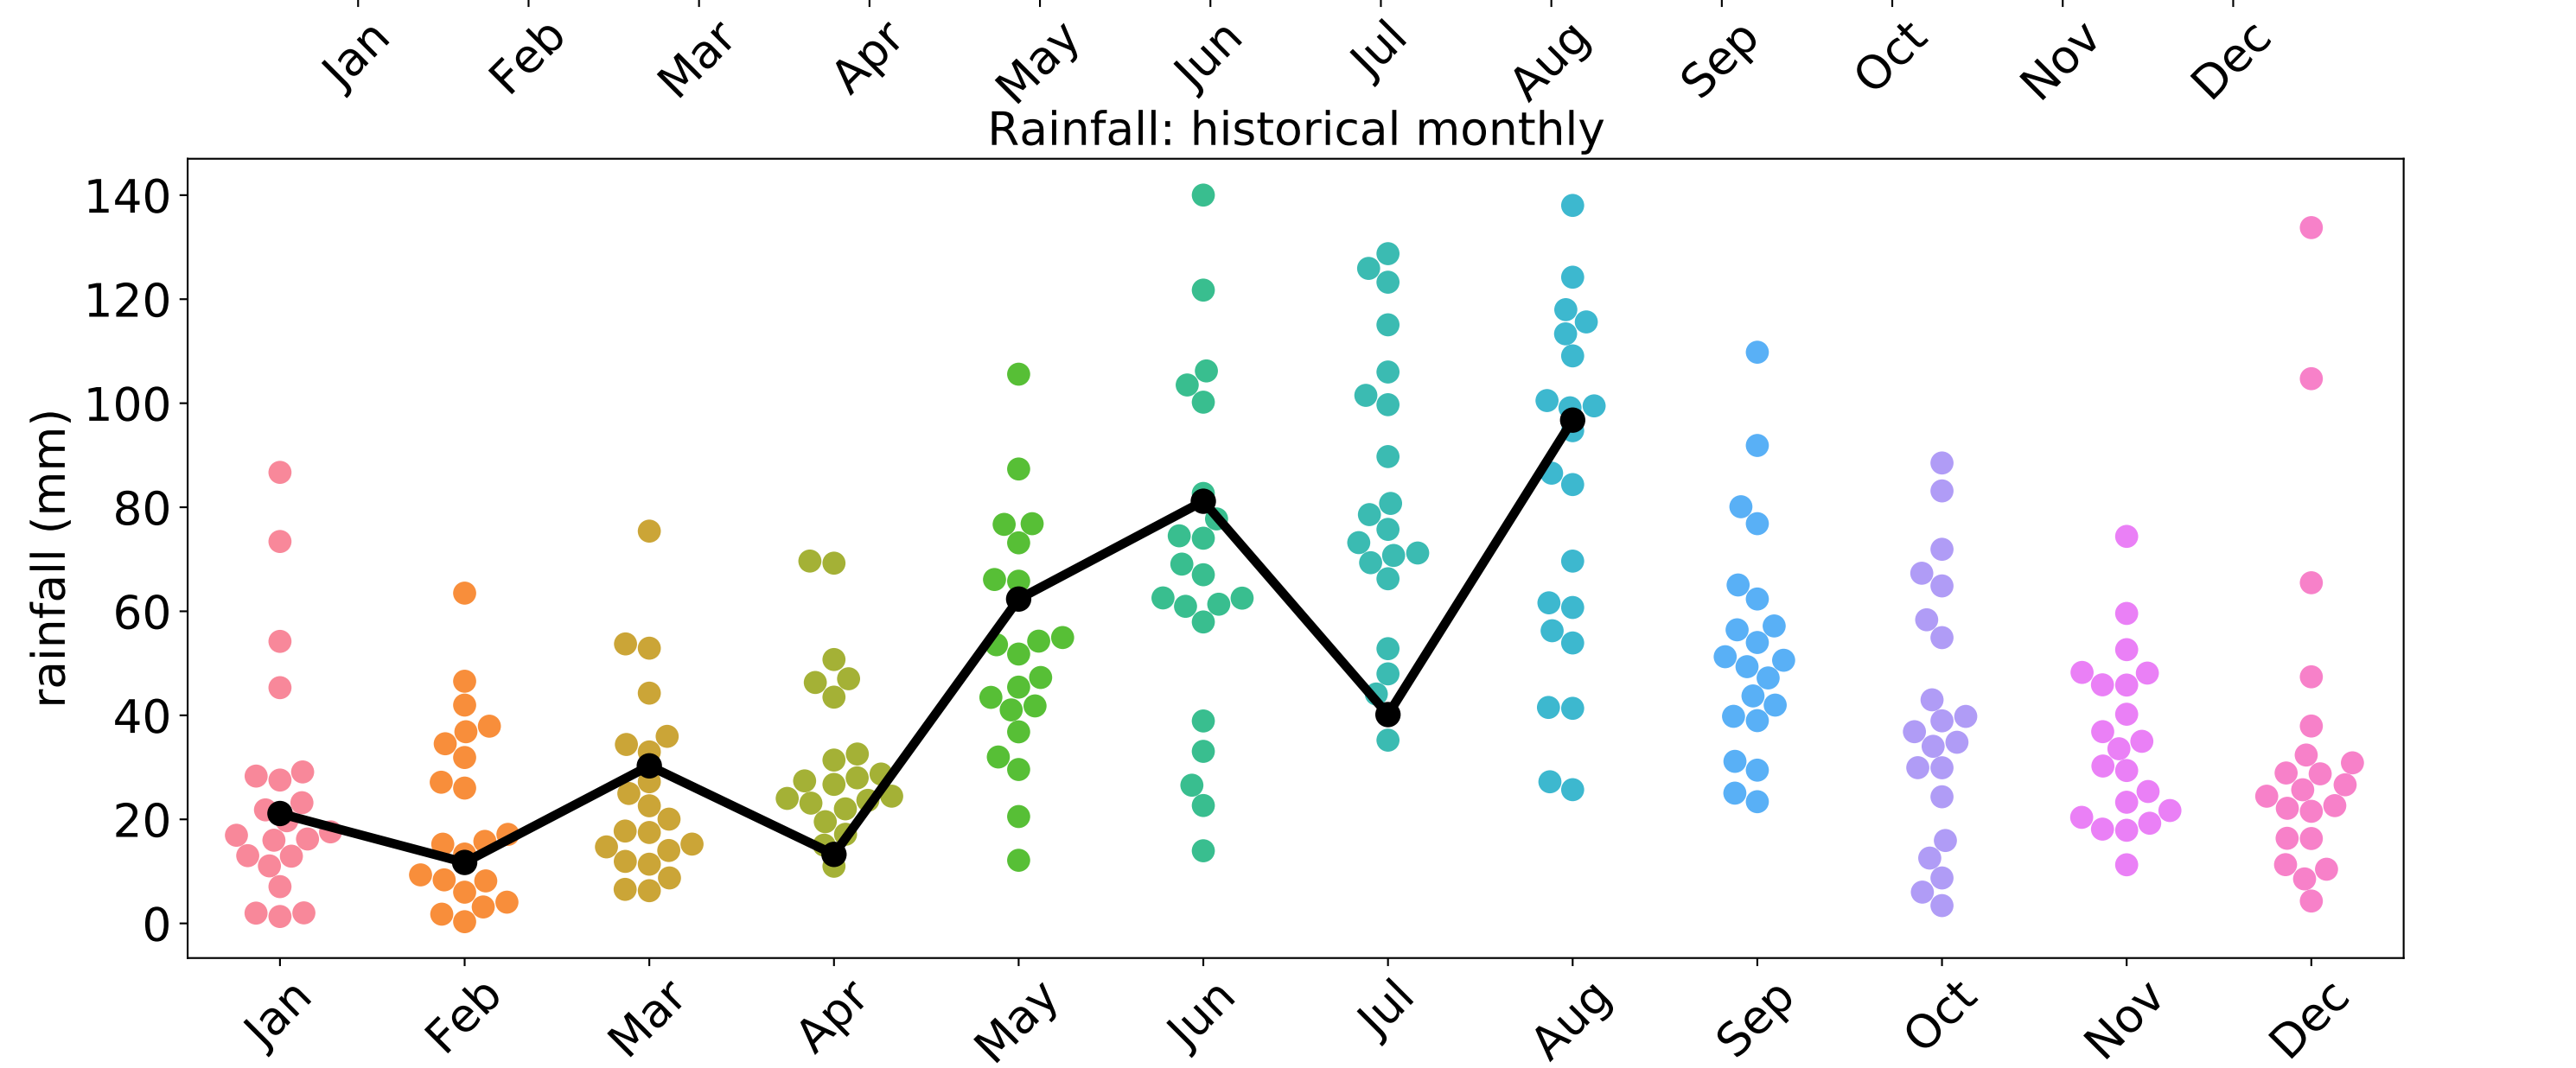 Jan Feb Mar Apr May Jun Jul Aug Sep Oct Nov Dec
Rainfall: historical monthly
140
120
100
80
60
40
20
0
rainfall (mm)
Jan Feb Mar Apr May Jun Jul Aug Sep Oct Nov Dec